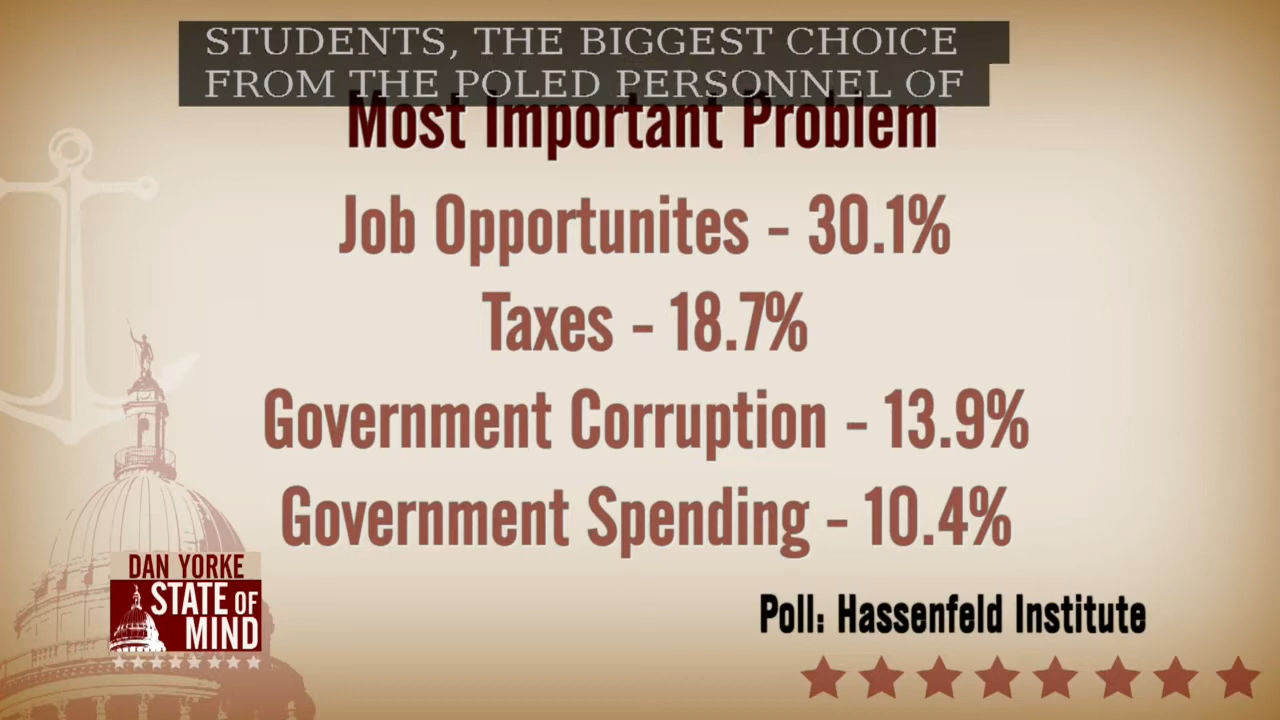 STUDENTS, THE BIGGEST CHOICE
FROM THE POLED PERSONNEL OF
Most Important Problem
Job Opportunites - 30.1%
Taxes - 18.7%
Government Corruption - 13.9%
Government Spending - 10.4%
DAN YORKE
STATE OF
MIND
Poll: Hassenfeld Institute